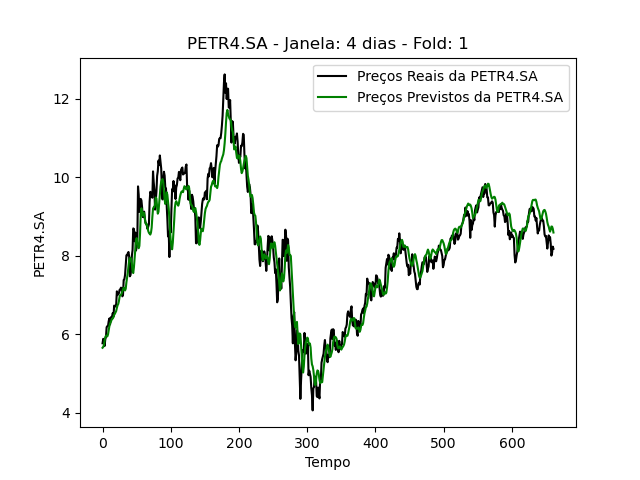 PETR4.SA - Janela: 4 dias - Fold: 1
Preços Reais da PETR4.SA
Preços Previstos da PETR4.SA
12
10
8
6
4
PETR4.SA
0 100 200 300 400 500 600
Tempo